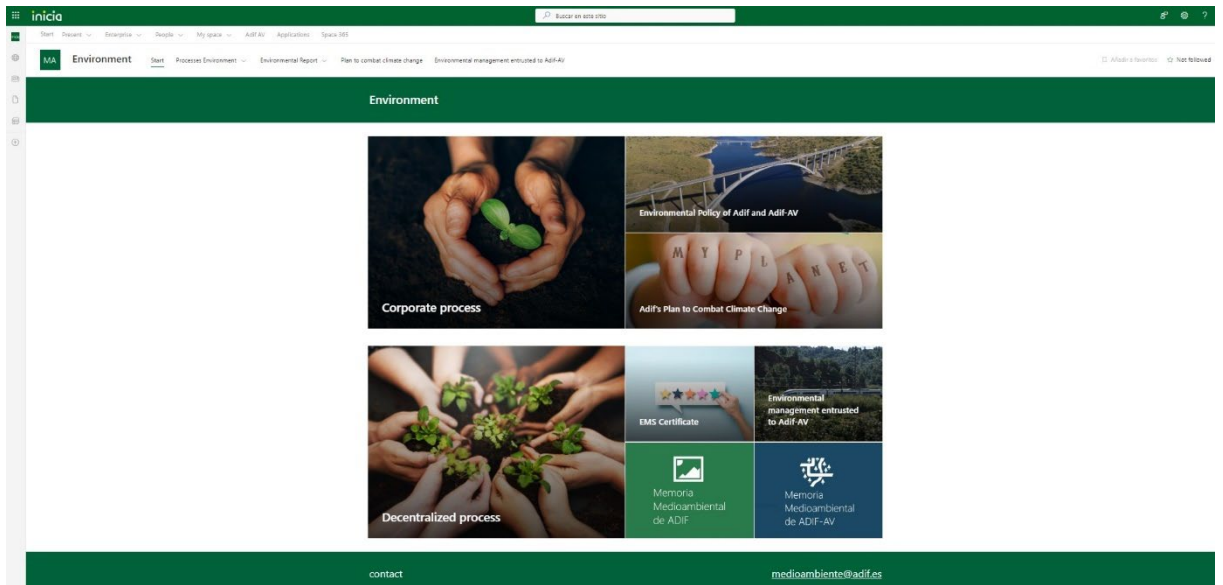 inicia
Buscar en este sitio
?
Start Present Enterprise People My space Adif AV Applications Space 365
MA Environment Start Processes Environment Environmental Report Plan to combat climate change Environmental management entrusted to Adif-AV Añadir a favoritos Not followed
Environment
Corporate process
Environmental Policy of Adif and Adif-AV
MY PLANET
Adif's Plan to Combat Climate Change
Decentralized process
EMS Certificate
Environmental
management entrusted
to Adif-AV
Memoria
Medioambiental
de ADIF
Memoria
Medioambiental
de ADIF-AV
contact medioambiente@adif.es